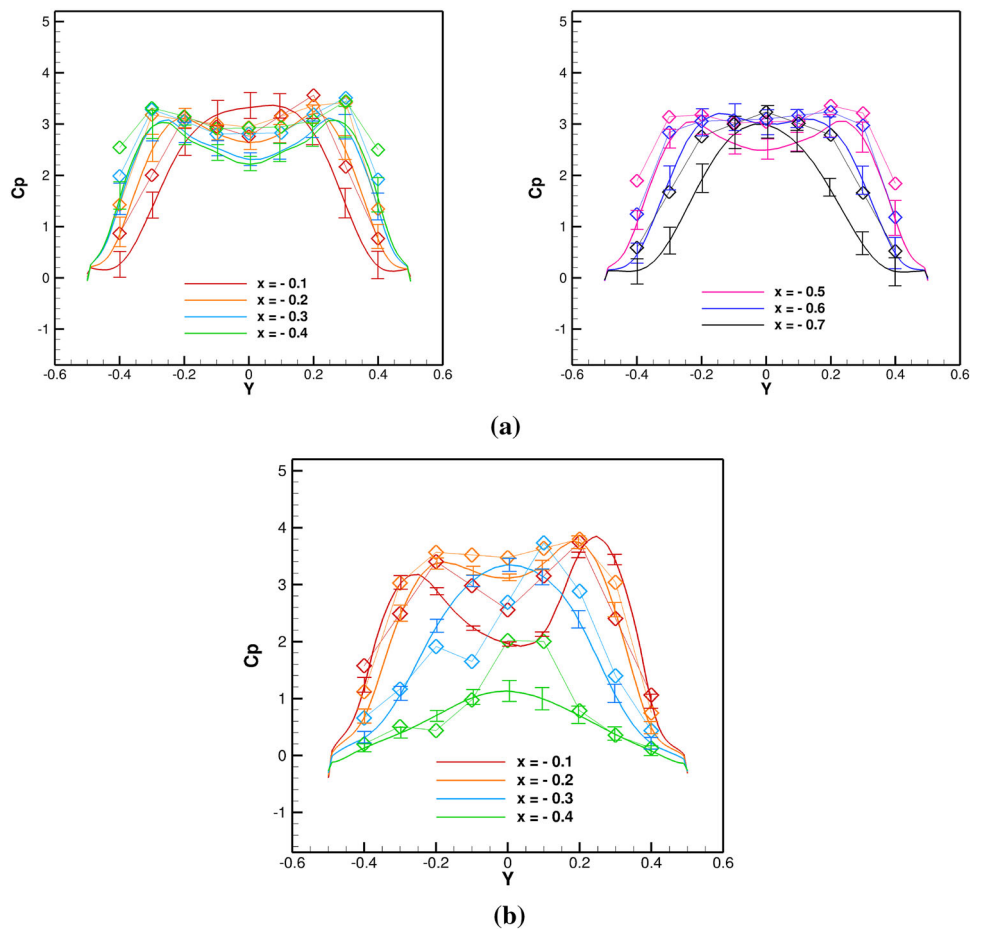 5
4
3
2
1
0
-1
Cp
-0.6
-0.4
-0.2
0
0.2
0.4
0.6
Y
x = - 0.1
x = - 0.2
x = - 0.3
x = - 0.4
5
4
3
2
1
0
-1
Cp
-0.6
-0.4
-0.2
0
0.2
0.4
0.6
Y
x = - 0.5
x = - 0.6
x = - 0.7
(a)
5
4
3
2
1
0
-1
Cp
-0.6
-0.4
-0.2
0
0.2
0.4
0.6
Y
x = - 0.1
x = - 0.2
x = - 0.3
x = - 0.4
(b)